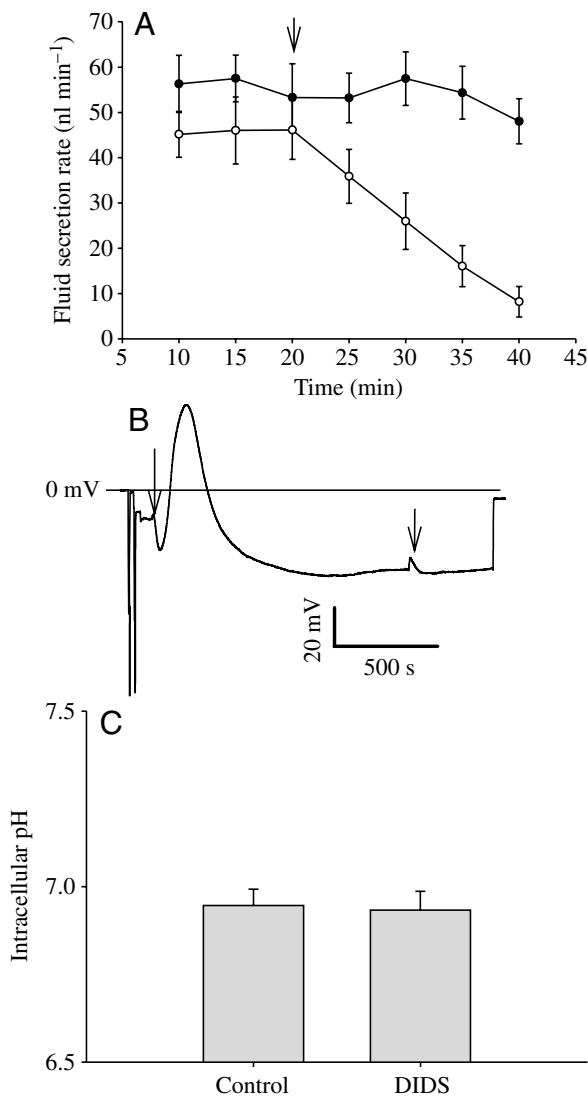 A
Fluid secretion rate (nl min⁻¹)
70
60
50
40
30
20
10
0
5 10 15 20 25 30 35 40 45
Time (min)
B
0 mV
20 mV
500 s
C
Intracellular pH
7.5
7.0
6.5
Control DIDS